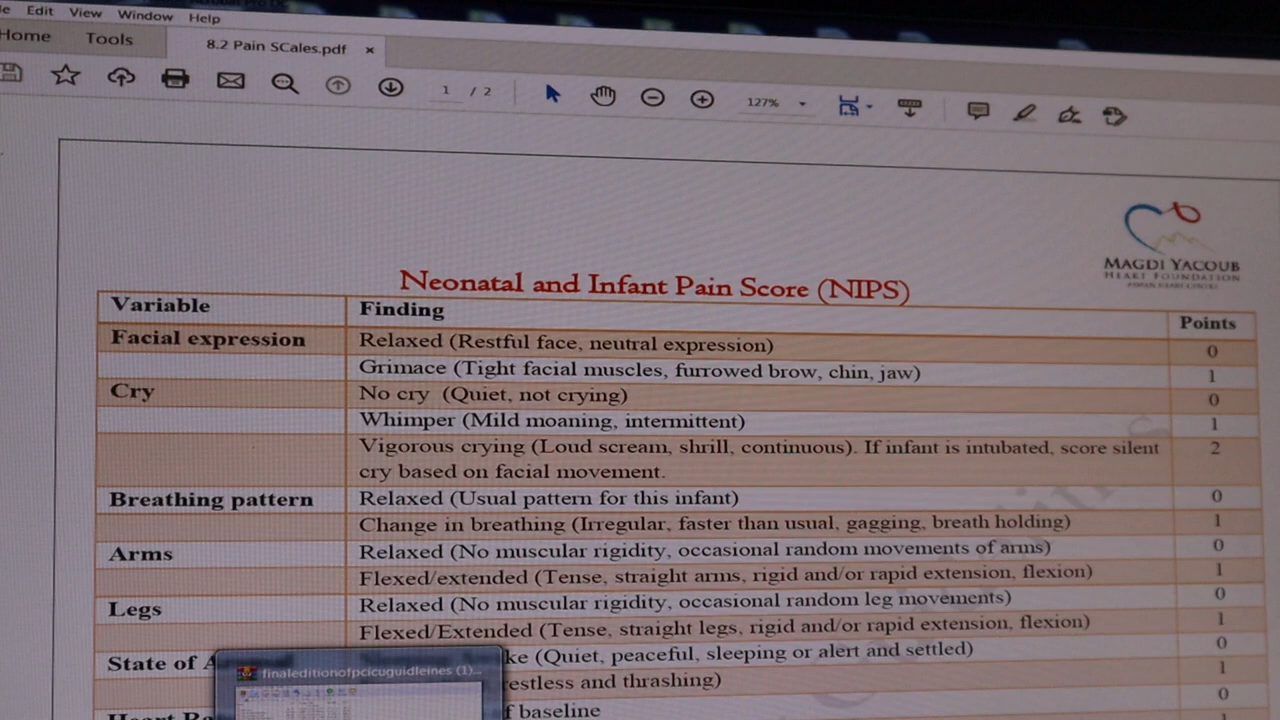 Edit View Window Help
Home Tools 8.2 Pain SCales.pdf ×
1 / 2 127%
MAGDI YACOUB
HEART FOUNDATION
ASWAN HEART CENTRE
Neonatal and Infant Pain Score (NIPS)
Variable Finding Points
Facial expression Relaxed (Restful face, neutral expression) 0
Grimace (Tight facial muscles, furrowed brow, chin, jaw) 1
Cry No cry (Quiet, not crying) 0
Whimper (Mild moaning, intermittent) 1
Vigorous crying (Loud scream, shrill, continuous). If infant is intubated, score silent 2
cry based on facial movement.
Breathing pattern Relaxed (Usual pattern for this infant) 0
Change in breathing (Irregular, faster than usual, gagging, breath holding) 1
Arms Relaxed (No muscular rigidity, occasional random movements of arms) 0
Flexed/extended (Tense, straight arms, rigid and/or rapid extension, flexion) 1
Legs Relaxed (No muscular rigidity, occasional random leg movements) 0
Flexed/Extended (Tense, straight legs, rigid and/or rapid extension, flexion) 1
State of A ke (Quiet, peaceful, sleeping or alert and settled) 0
finaleditionofpcicuguidleines (1)...
restless and thrashing) 1
0
f baseline